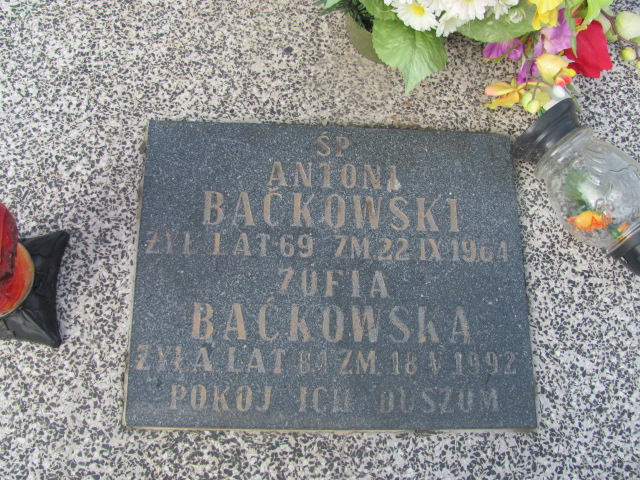 ŚP
ANTONI
BAĆKOWSKI
ŻYŁ LAT 69 ZM. 22 IX 1964
ZOFIA
BAĆKOWSKA
ŻYŁA LAT 84 ZM. 18 V 1992
POKÓJ ICH DUSZOM